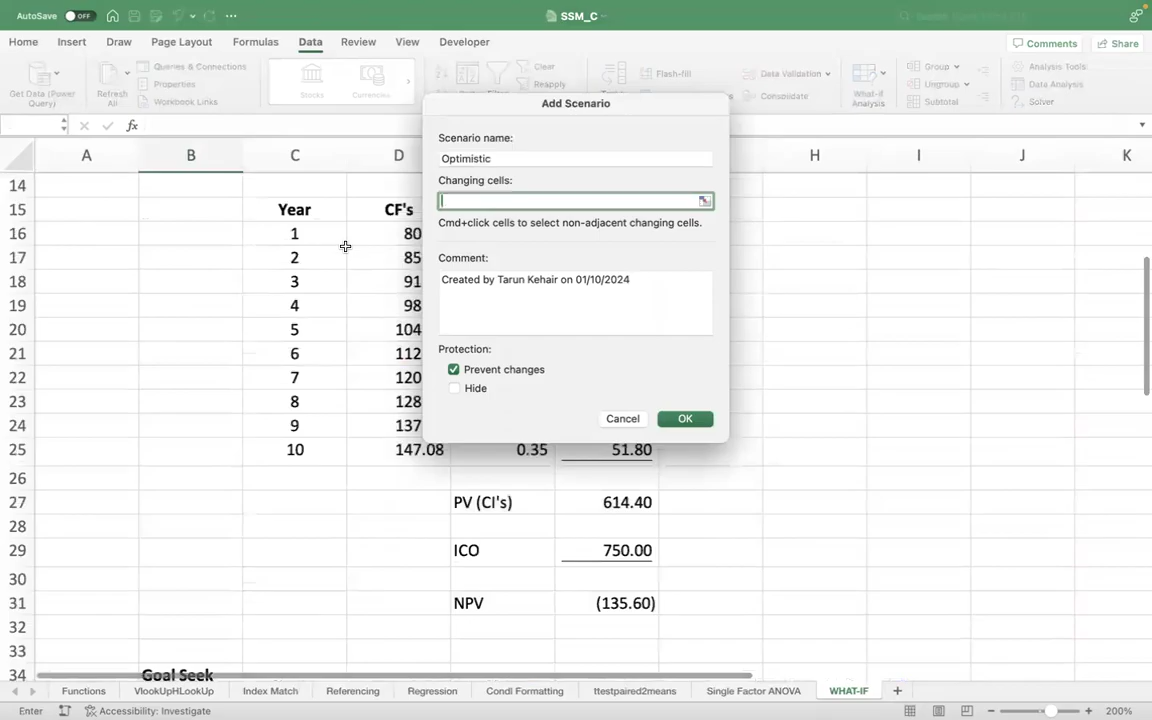 AutoSave OFF SSM_C
Home Insert Draw Page Layout Formulas Data Review View Developer Comments Share
Get Data (Power Query) Refresh All Queries & Connections Properties Workbook Links Stocks Currencies Clear Reapply Flash-fill Data Validation Consolidate What-if Analysis Group Ungroup Subtotal Analysis Tools Data Analysis Solver
fx
A B C D H I J K
Add Scenario
Scenario name:
Optimistic
Changing cells:
Cmd+click cells to select non-adjacent changing cells.
Comment:
Created by Tarun Kehair on 01/10/2024
Protection:
Prevent changes
Hide
Cancel OK
14
15 Year CF's
16 1 80
17 2 85
18 3 91
19 4 98
20 5 104
21 6 112
22 7 120
23 8 128
24 9 137
25 10 147.08 0.35 51.80
26
27 PV (CI's) 614.40
28
29 ICO 750.00
30
31 NPV (135.60)
32
33
34 Goal Seek
Functions VlookUpHLookUp Index Match Referencing Regression Condl Formatting ttestpaired2means Single Factor ANOVA WHAT-IF +
Enter Accessibility: Investigate 200%